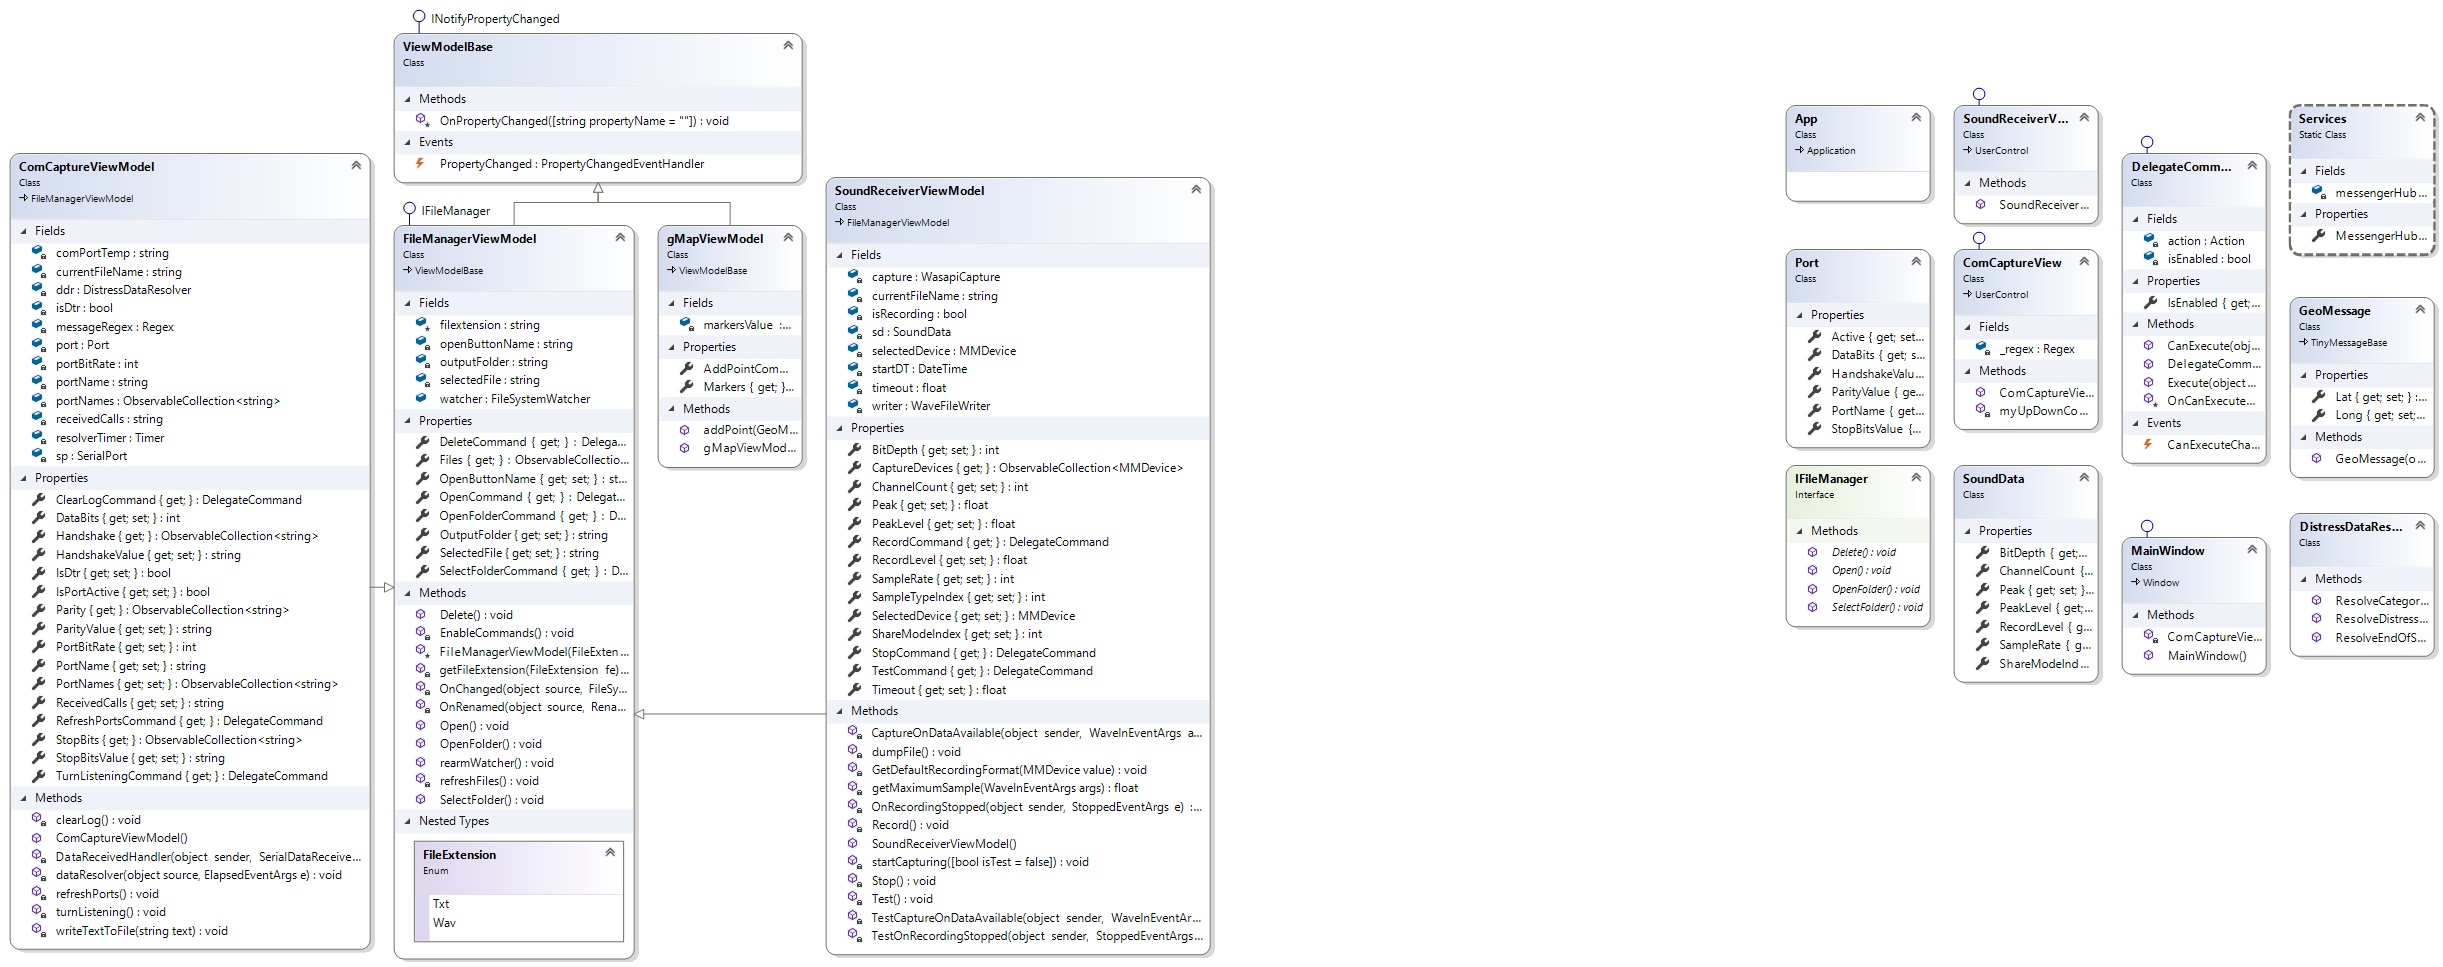 INotifyPropertyChanged
ViewModelBase
Class
Methods
OnPropertyChanged([string propertyName = ""]) : void
Events
PropertyChanged : PropertyChangedEventHandler
ComCaptureViewModel
Class
FileManagerViewModel
Fields
comPortTemp : string
currentFileName : string
ddr : DistressDataResolver
isDtr : bool
messageRegex : Regex
port : Port
portBitRate : int
portName : string
portNames : ObservableCollection<string>
receivedCalls : string
resolverTimer : Timer
sp : SerialPort
Properties
ClearLogCommand { get; } : DelegateCommand
DataBits { get; set; } : int
Handshake { get; } : ObservableCollection<string>
HandshakeValue { get; set; } : string
IsDtr { get; set; } : bool
IsPortActive { get; set; } : bool
Parity { get; } : ObservableCollection<string>
ParityValue { get; set; } : string
PortBitRate { get; set; } : int
PortName { get; set; } : string
PortNames { get; set; } : ObservableCollection<string>
ReceivedCalls { get; set; } : string
RefreshPortsCommand { get; } : DelegateCommand
StopBits { get; } : ObservableCollection<string>
StopBitsValue { get; set; } : string
TurnListeningCommand { get; } : DelegateCommand
Methods
clearLog() : void
ComCaptureViewModel()
DataReceivedHandler(object sender, SerialDataReceive...
dataResolver(object source, ElapsedEventArgs e) : void
refreshPorts() : void
turnListening() : void
writeTextToFile(string text) : void
IFileManager
FileManagerViewModel
Class
ViewModelBase
Fields
filextension : string
openButtonName : string
outputFolder : string
selectedFile : string
watcher : FileSystemWatcher
Properties
DeleteCommand { get; } : Delega...
Files { get; } : ObservableCollectio...
OpenButtonName { get; set; } : st...
OpenCommand { get; } : Delegat...
OpenFolderCommand { get; } : D...
OutputFolder { get; set; } : string
SelectedFile { get; set; } : string
SelectFolderCommand { get; } : D...
Methods
Delete() : void
EnableCommands() : void
FileManagerViewModel(FileExten...
getFileExtension(FileExtension fe)...
OnChanged(object source, FileSy...
OnRenamed(object source, Rena...
Open() : void
OpenFolder() : void
rearmWatcher() : void
refreshFiles() : void
SelectFolder() : void
Nested Types
FileExtension
Enum
Txt
Wav
gMapViewModel
Class
ViewModelBase
Fields
markersValue :...
Properties
AddPointCom...
Markers { get; }...
Methods
addPoint(GeoM...
gMapViewMod...
SoundReceiverViewModel
Class
FileManagerViewModel
Fields
capture : WasapiCapture
currentFileName : string
isRecording : bool
sd : SoundData
selectedDevice : MMDevice
startDT : DateTime
timeout : float
writer : WaveFileWriter
Properties
BitDepth { get; set; } : int
CaptureDevices { get; } : ObservableCollection<MMDevice>
ChannelCount { get; set; } : int
Peak { get; set; } : float
PeakLevel { get; set; } : float
RecordCommand { get; } : DelegateCommand
RecordLevel { get; set; } : float
SampleRate { get; set; } : int
SampleTypeIndex { get; set; } : int
SelectedDevice { get; set; } : MMDevice
ShareModeIndex { get; set; } : int
StopCommand { get; } : DelegateCommand
TestCommand { get; } : DelegateCommand
Timeout { get; set; } : float
Methods
CaptureOnDataAvailable(object sender, WaveInEventArgs a...
dumpFile() : void
GetDefaultRecordingFormat(MMDevice value) : void
getMaximumSample(WaveInEventArgs args) : float
OnRecordingStopped(object sender, StoppedEventArgs e) :...
Record() : void
SoundReceiverViewModel()
startCapturing([bool isTest = false]) : void
Stop() : void
Test() : void
TestCaptureOnDataAvailable(object sender, WaveInEventAr...
TestOnRecordingStopped(object sender, StoppedEventArgs...
App
Class
Application
Port
Class
Properties
Active { get; set...
DataBits { get; s...
HandshakeValu...
ParityValue { ge...
PortName { get...
StopBitsValue {...
IFileManager
Interface
Methods
Delete() : void
Open() : void
OpenFolder() : void
SelectFolder() : void
SoundReceiverV...
Class
UserControl
Methods
SoundReceiver...
ComCaptureView
Class
UserControl
Fields
_regex : Regex
Methods
ComCaptureVie...
myUpDownCo...
SoundData
Class
Properties
BitDepth { get;...
ChannelCount {...
Peak { get; set; }...
PeakLevel { get;...
RecordLevel { g...
SampleRate { g...
ShareModeInd...
DelegateComm...
Class
Fields
action : Action
isEnabled : bool
Properties
IsEnabled { get;...
Methods
CanExecute(obj...
DelegateComm...
Execute(object...
OnCanExecute...
Events
CanExecuteCha...
MainWindow
Class
Window
Methods
ComCaptureVie...
MainWindow()
Services
Static Class
Fields
messengerHub...
Properties
MessengerHub...
GeoMessage
Class
TinyMessageBase
Properties
Lat { get; set; } :...
Long { get; set;...
Methods
GeoMessage(o...
DistressDataRes...
Class
Methods
ResolveCategor...
ResolveDistress...
ResolveEndOfS...